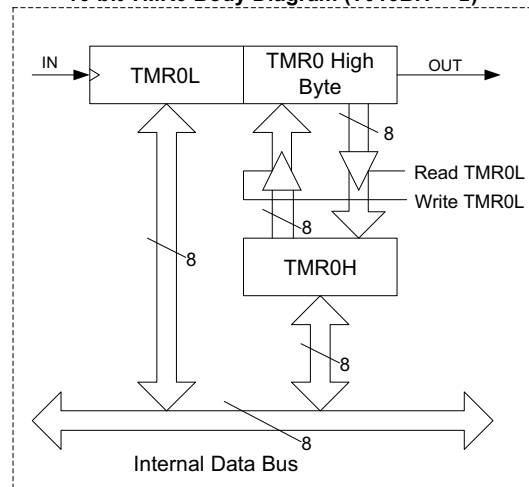 16-bit TMR0 Body Diagram (T016BIT = 1)
IN
TMR0L
TMR0 High
Byte
OUT
8
Read TMR0L
Write TMR0L
8
TMR0H
8
8
8
Internal Data Bus